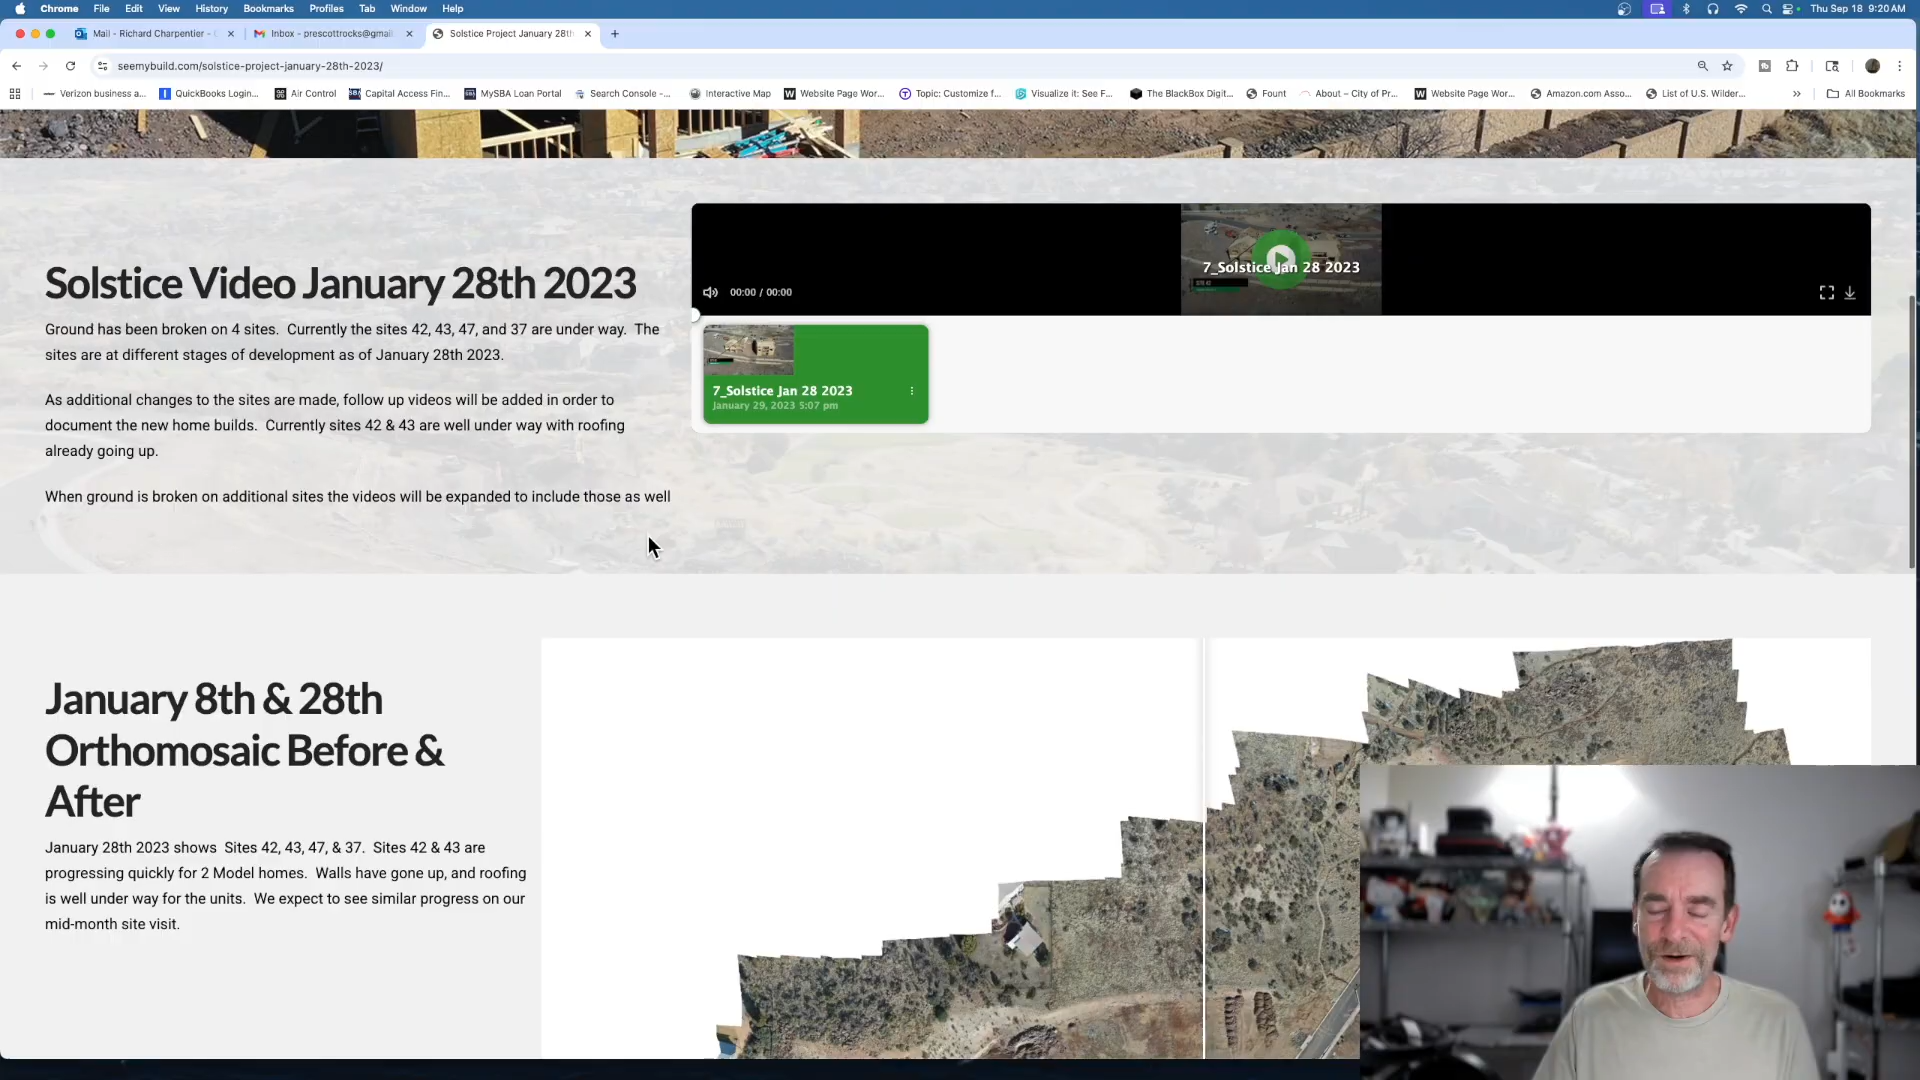 Chrome File Edit View History Bookmarks Profiles Tab Window Help Thu Sep 18 9:20 AM
Mail - Richard Charpentier - Inbox - prescottrocks@gmai Solstice Project January 28th
seemybuild.com/solstice-project-january-28th-2023/
Verizon business a... QuickBooks Login... Air Control Capital Access Fin... MySBA Loan Portal Search Console -... Interactive Map Website Page Wor... Topic: Customize f... Visualize it: See F... The BlackBox Digit... Fount About – City of Pr... Website Page Wor... Amazon.com Asso... List of U.S. Wilder... All Bookmarks
Solstice Video January 28th 2023
Ground has been broken on 4 sites. Currently the sites 42, 43, 47, and 37 are under way. The
sites are at different stages of development as of January 28th 2023.
As additional changes to the sites are made, follow up videos will be added in order to
document the new home builds. Currently sites 42 & 43 are well under way with roofing
already going up.
When ground is broken on additional sites the videos will be expanded to include those as well
7_Solstice Jan 28 2023
00:00 / 00:00
7_Solstice Jan 28 2023
January 29, 2023 5:07 pm
January 8th & 28th
Orthomosaic Before &
After
January 28th 2023 shows Sites 42, 43, 47, & 37. Sites 42 & 43 are
progressing quickly for 2 Model homes. Walls have gone up, and roofing
is well under way for the units. We expect to see similar progress on our
mid-month site visit.